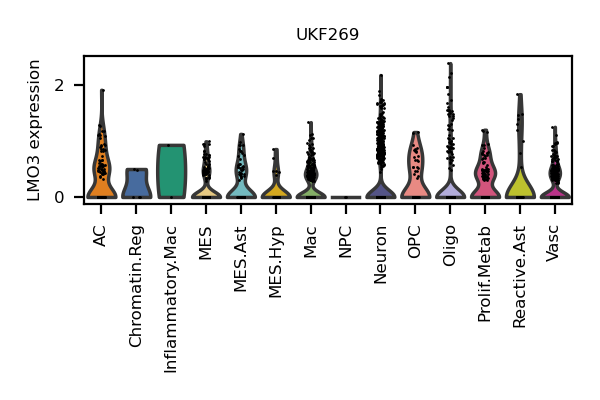 UKF269
LMO3 expression
2
0
AC
Chromatin.Reg
Inflammatory.Mac
MES
MES.Ast
MES.Hyp
Mac
NPC
Neuron
OPC
Oligo
Prolif.Metab
Reactive.Ast
Vasc